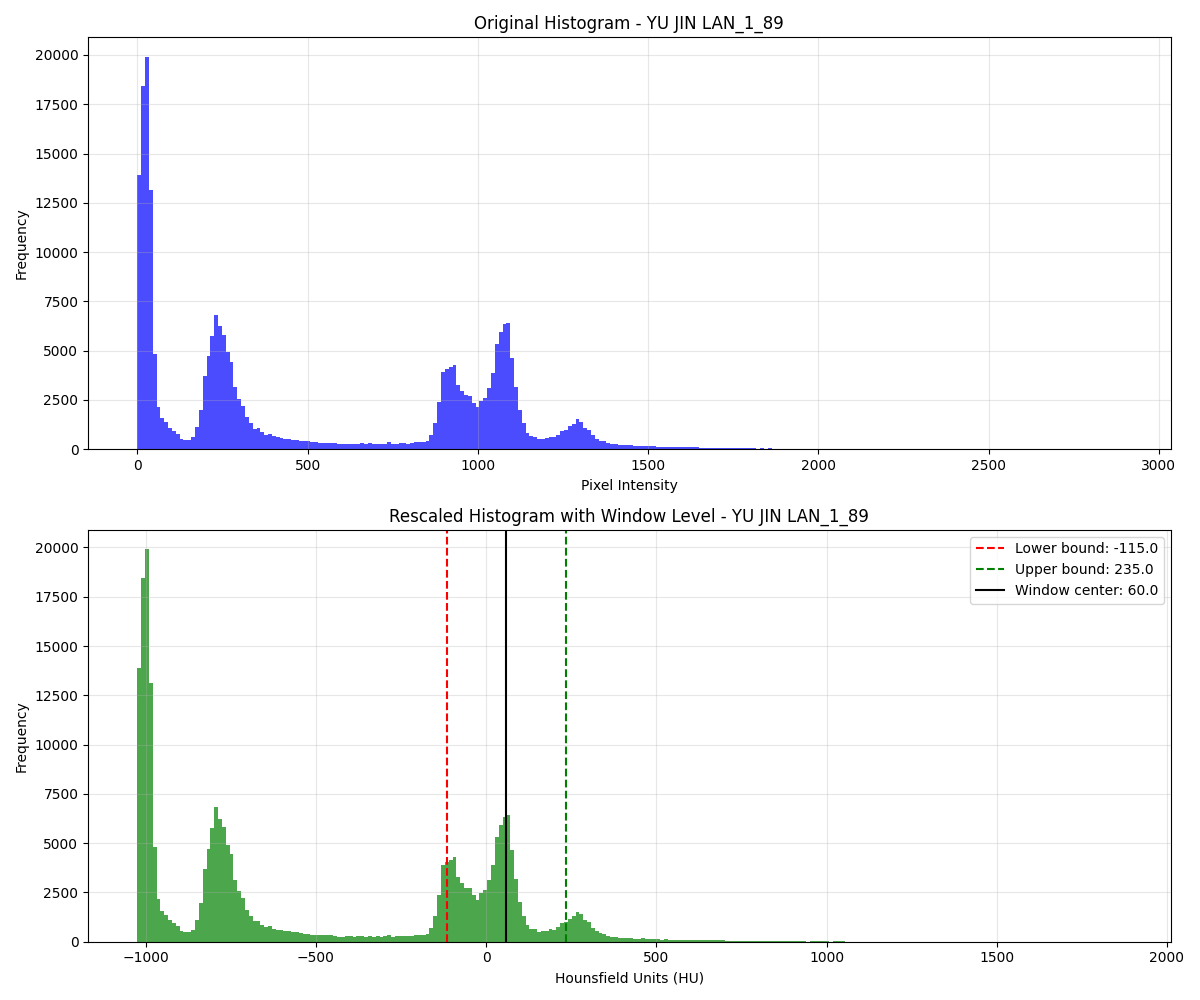 Original Histogram - YU JIN LAN_1_89
20000
17500
15000
12500
10000
7500
5000
2500
0
Frequency
0 500 1000 1500 2000 2500 3000
Pixel Intensity
Rescaled Histogram with Window Level - YU JIN LAN_1_89
Lower bound: -115.0
Upper bound: 235.0
Window center: 60.0
20000
17500
15000
12500
10000
7500
5000
2500
0
Frequency
−1000 −500 0 500 1000 1500 2000
Hounsfield Units (HU)